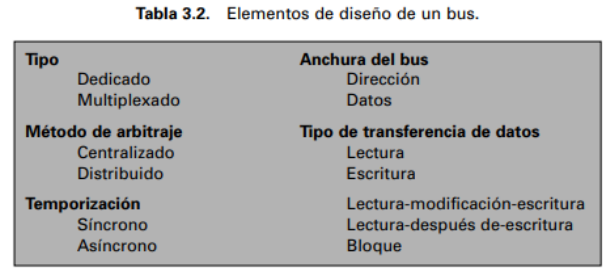 Tabla 3.2. Elementos de diseño de un bus.
Tipo
Dedicado
Multiplexado
Método de arbitraje
Centralizado
Distribuido
Temporización
Síncrono
Asíncrono
Anchura del bus
Dirección
Datos
Tipo de transferencia de datos
Lectura
Escritura
Lectura-modificación-escritura
Lectura-después de-escritura
Bloque